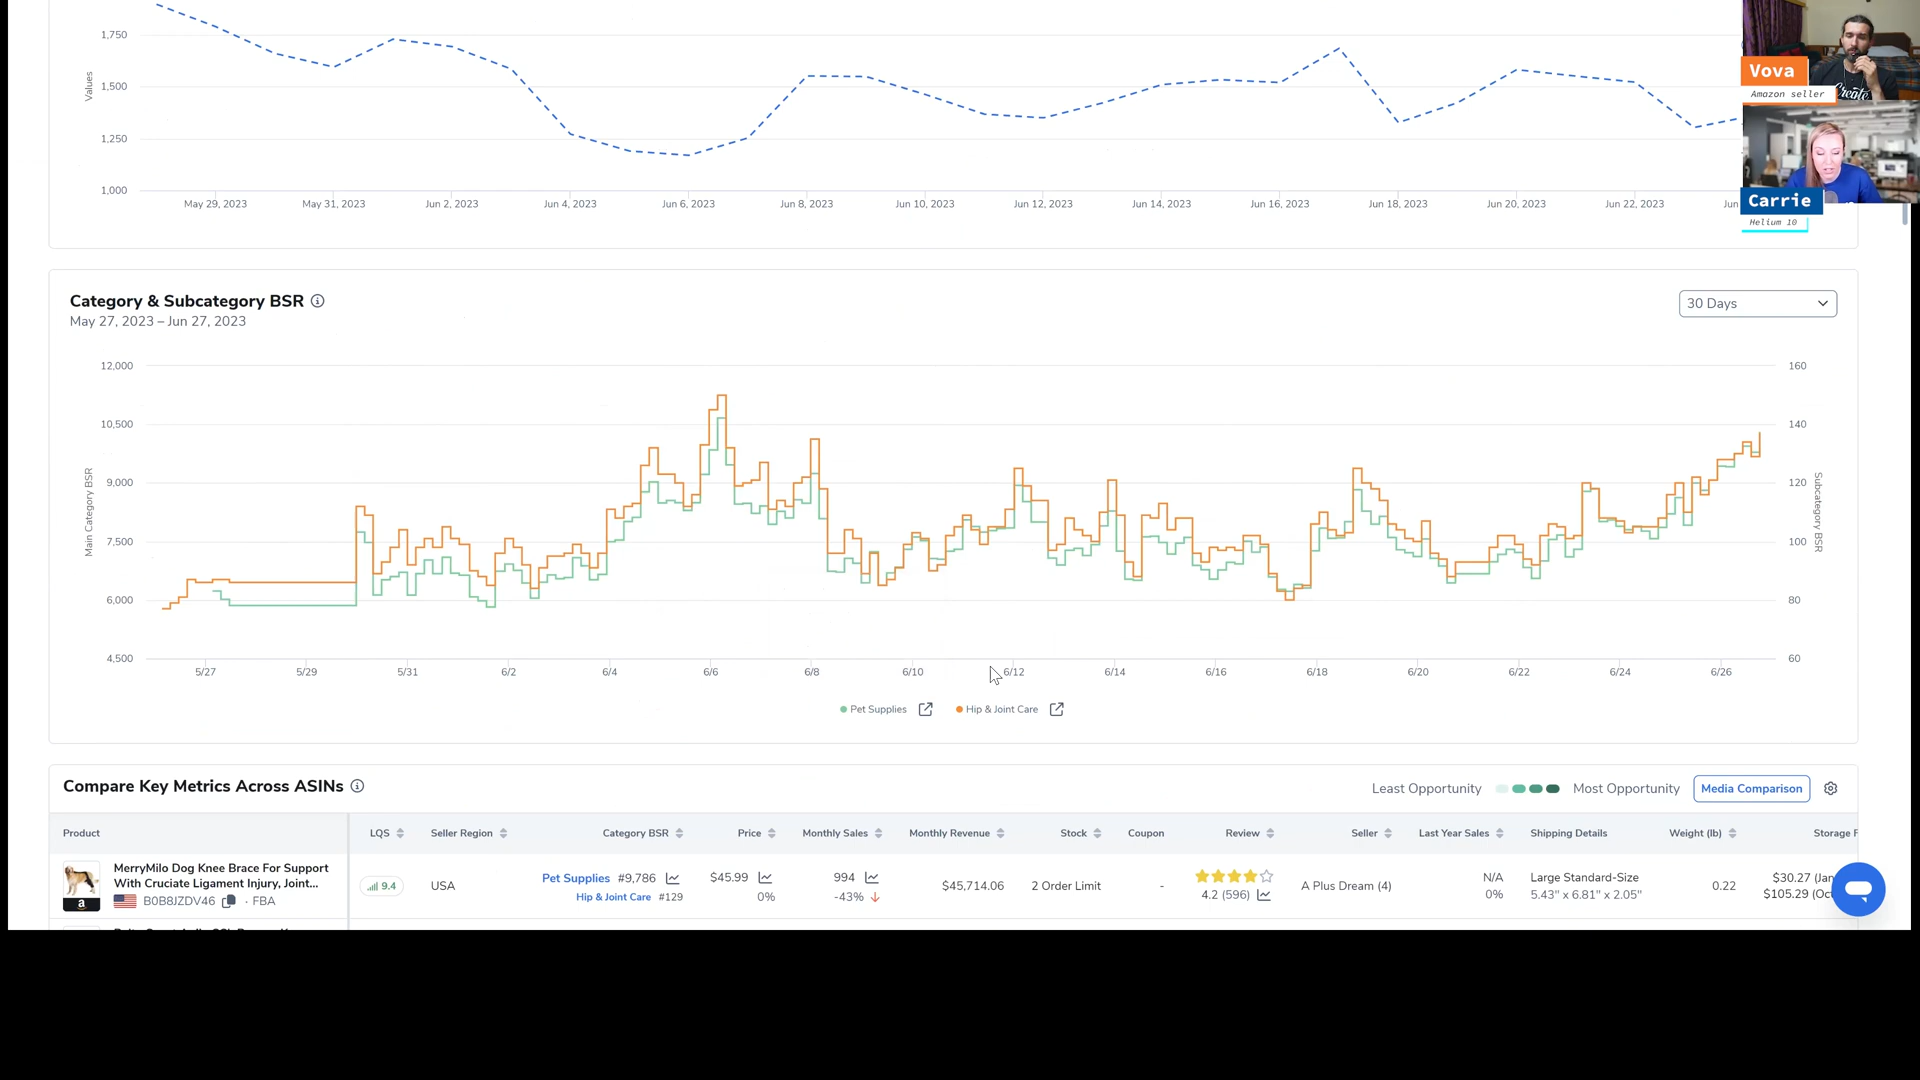 1,750
1,500
1,250
1,000
Values
May 29, 2023 May 31, 2023 Jun 2, 2023 Jun 4, 2023 Jun 6, 2023 Jun 8, 2023 Jun 10, 2023 Jun 12, 2023 Jun 14, 2023 Jun 16, 2023 Jun 18, 2023 Jun 20, 2023 Jun 22, 2023 Jun
Vova
Amazon seller
Create
Carrie
Helium 10
Category & Subcategory BSR
May 27, 2023 – Jun 27, 2023
30 Days
12,000 160
10,500 140
9,000 120
7,500 100
6,000 80
4,500 60
Main Category BSR
Subcategory BSR
5/27 5/29 5/31 6/2 6/4 6/6 6/8 6/10 6/12 6/14 6/16 6/18 6/20 6/22 6/24 6/26
Pet Supplies Hip & Joint Care
Compare Key Metrics Across ASINs
Least Opportunity Most Opportunity Media Comparison
Product LQS Seller Region Category BSR Price Monthly Sales Monthly Revenue Stock Coupon Review Seller Last Year Sales Shipping Details Weight (lb) Storage F
MerryMilo Dog Knee Brace For Support
With Cruciate Ligament Injury, Joint...
a B0B8JZDV46 · FBA
9.4
USA
Pet Supplies #9,786
Hip & Joint Care #129
$45.99
0%
994
-43%
$45,714.06
2 Order Limit
-
4.2 (596)
A Plus Dream (4)
N/A
0%
Large Standard-Size
5.43" x 6.81" x 2.05"
0.22
$30.27 (Jan
$105.29 (Oct